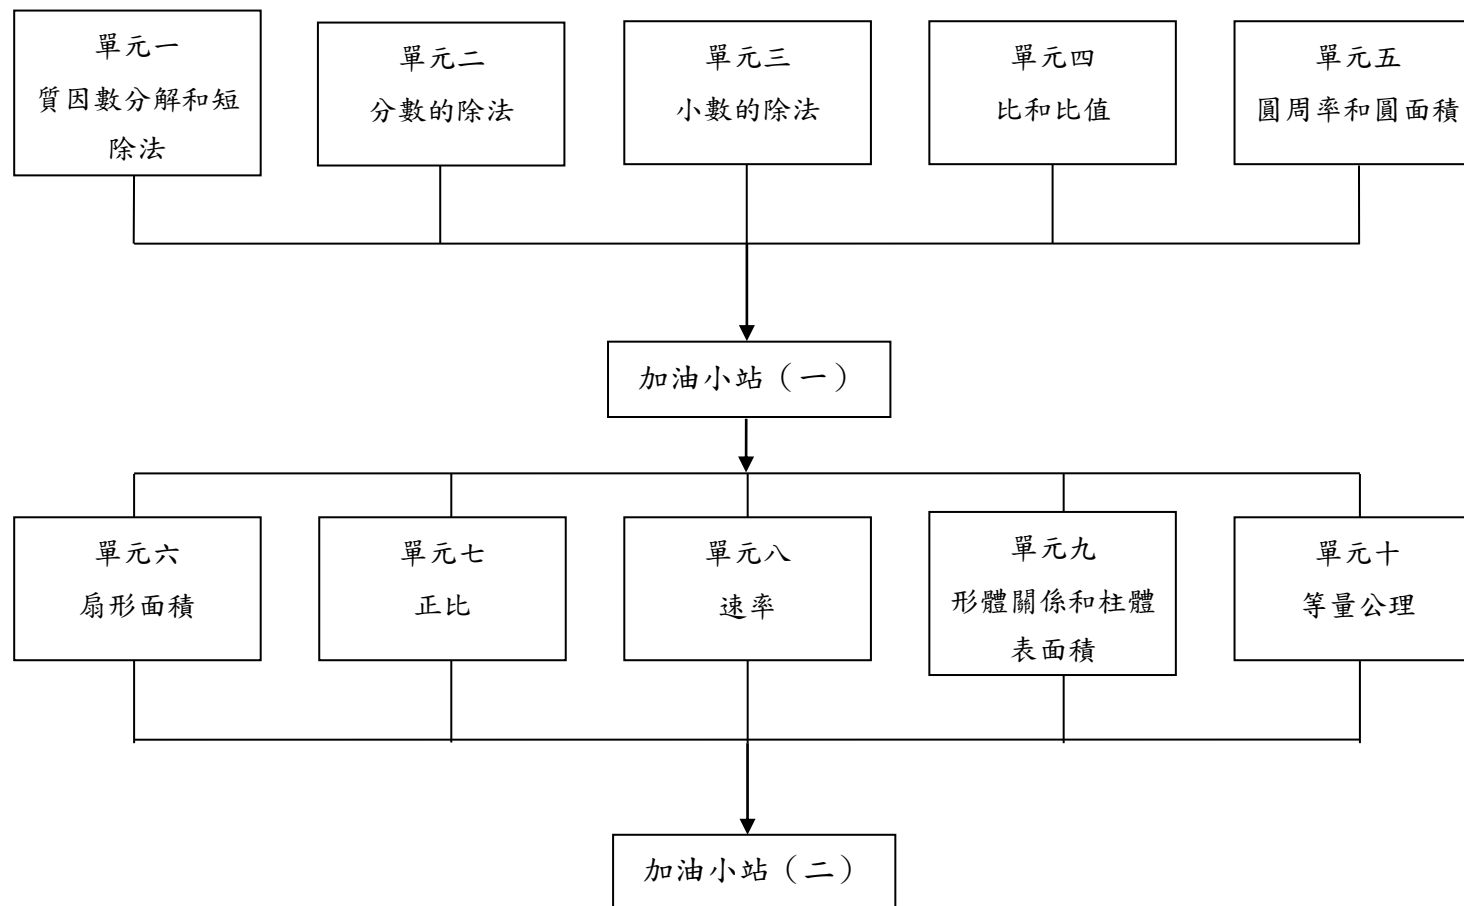 單元一
質因數分解和短
除法
單元二
分數的除法
單元三
小數的除法
單元四
比和比值
單元五
圓周率和圓面積
加油小站（一）
單元六
扇形面積
單元七
正比
單元八
速率
單元九
形體關係和柱體
表面積
單元十
等量公理
加油小站（二）